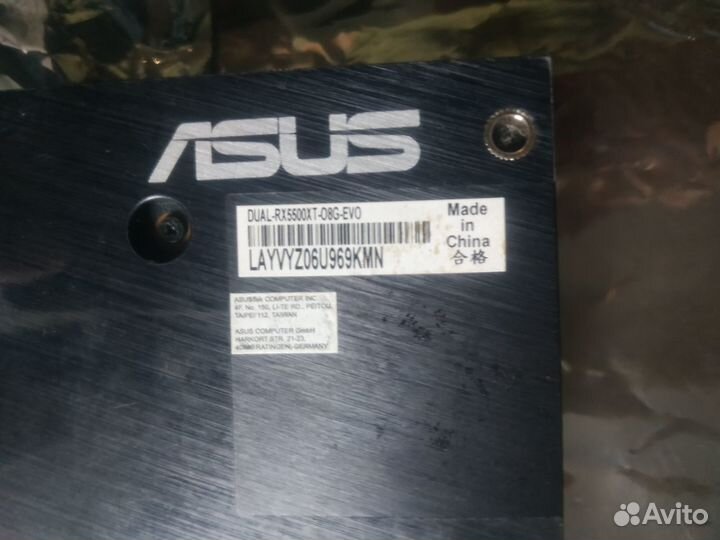 ASUS
DUAL-RX5500XT-O8G-EVO
LAYVYZ06U969KMN
Made
in
China
合格
ASUSTeK COMPUTER INC.
4F, No. 150, LI-TE RD., PEITOU,
TAIPEI 112, TAIWAN
ASUS COMPUTER GmbH
HARKORT STR. 21-23,
RATINGEN, GERMANY
Avito